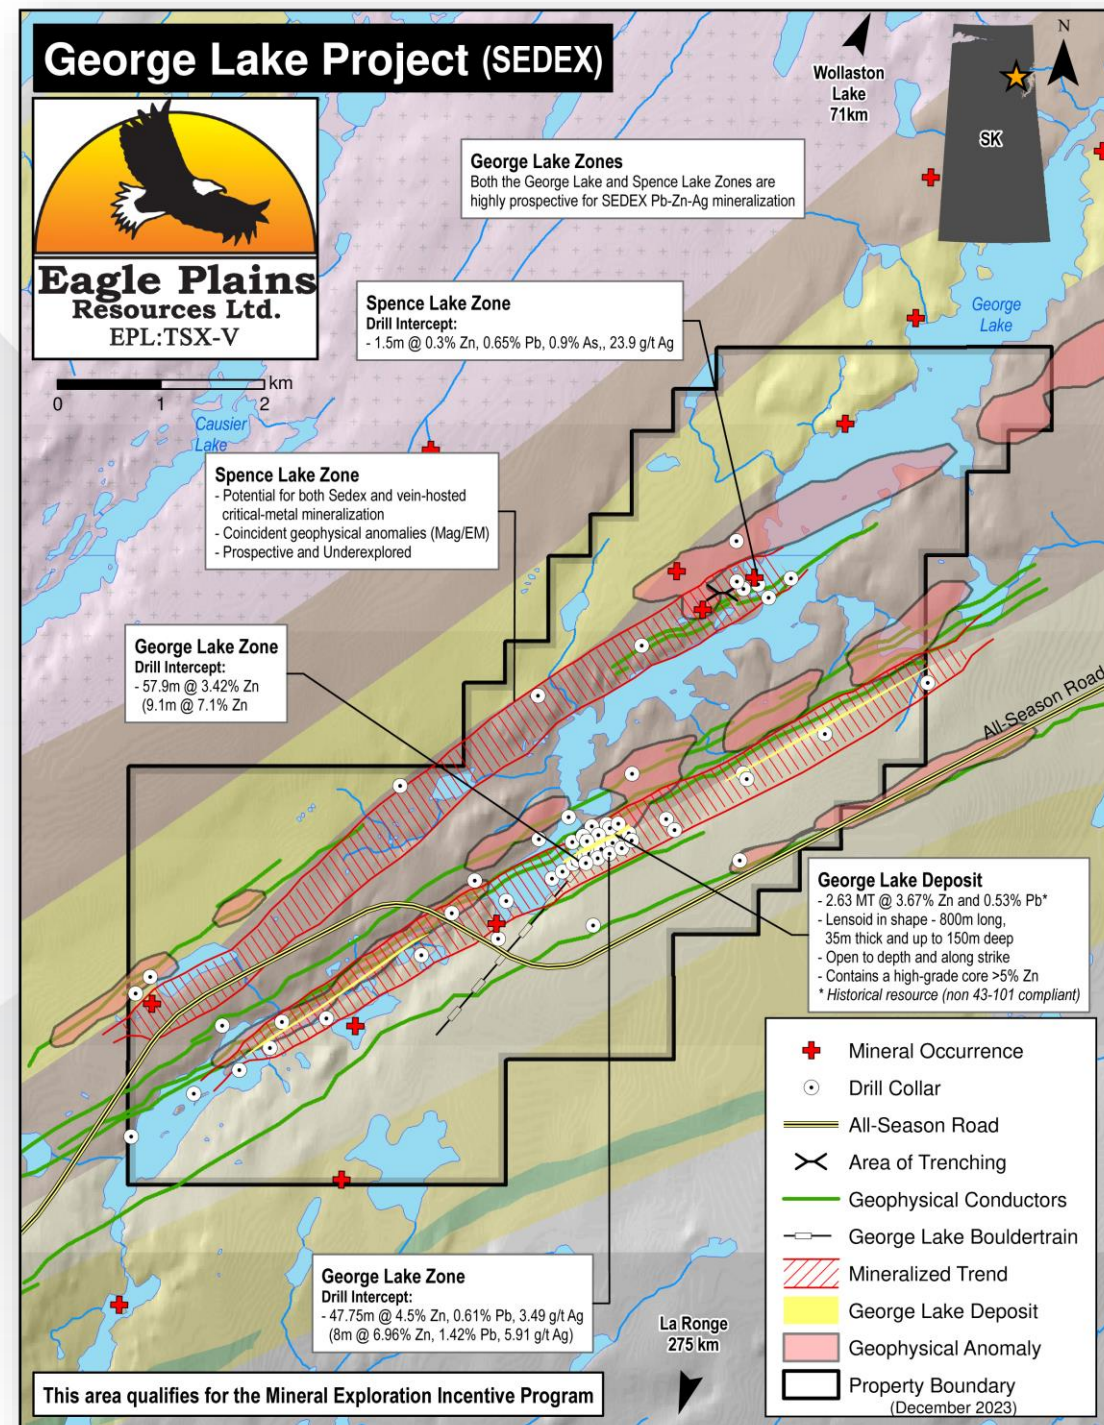 George Lake Project (SEDEX)
Eagle Plains
Resources Ltd.
EPL:TSX-V
km
0 1 2
Wollaston
Lake
71km
N
SK
George Lake Zones
Both the George Lake and Spence Lake Zones are
highly prospective for SEDEX Pb-Zn-Ag mineralization
George
Lake
Spence Lake Zone
Drill Intercept:
- 1.5m @ 0.3% Zn, 0.65% Pb, 0.9% As,, 23.9 g/t Ag
Causier
Lake
Spence Lake Zone
- Potential for both Sedex and vein-hosted
critical-metal mineralization
- Coincident geophysical anomalies (Mag/EM)
- Prospective and Underexplored
George Lake Zone
Drill Intercept:
- 57.9m @ 3.42% Zn
(9.1m @ 7.1% Zn
All-Season Road
George Lake Deposit
- 2.63 MT @ 3.67% Zn and 0.53% Pb*
- Lensoid in shape - 800m long,
35m thick and up to 150m deep
- Open to depth and along strike
- Contains a high-grade core >5% Zn
* Historical resource (non 43-101 compliant)
Mineral Occurrence
Drill Collar
All-Season Road
Area of Trenching
Geophysical Conductors
George Lake Bouldertrain
Mineralized Trend
George Lake Deposit
Geophysical Anomaly
Property Boundary
(December 2023)
George Lake Zone
Drill Intercept:
- 47.75m @ 4.5% Zn, 0.61% Pb, 3.49 g/t Ag
(8m @ 6.96% Zn, 1.42% Pb, 5.91 g/t Ag)
La Ronge
275 km
This area qualifies for the Mineral Exploration Incentive Program